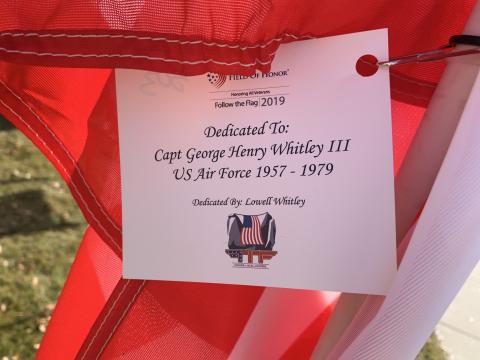 Field of Honor®
Honoring All Veterans
Follow the Flag | 2019
Dedicated To:
Capt George Henry Whitley III
US Air Force 1957 - 1979
Dedicated By: Lowell Whitley